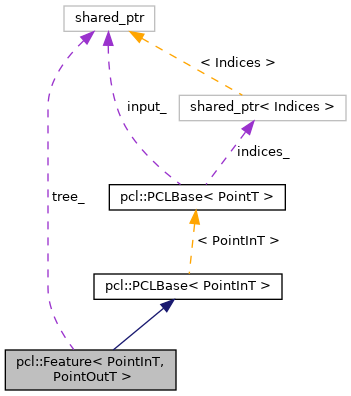 shared_ptr
< Indices >
input_
shared_ptr< Indices >
indices_
tree_
pcl::PCLBase< PointT >
< PointInT >
pcl::PCLBase< PointInT >
pcl::Feature< PointInT,
PointOutT >